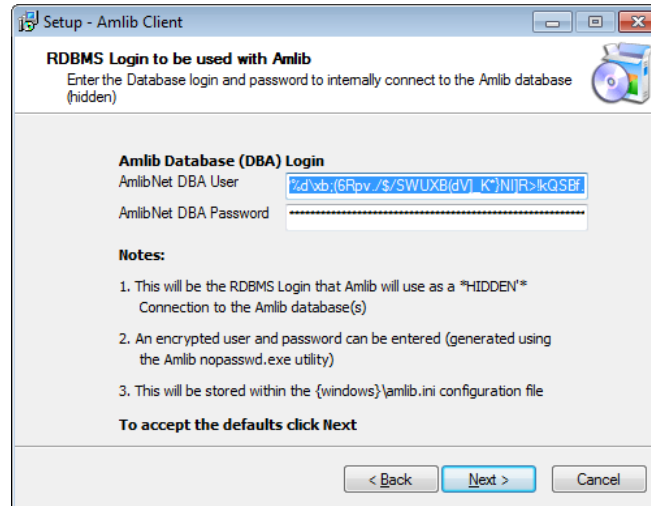 Setup - Amlib Client
RDBMS Login to be used with Amlib
Enter the Database login and password to internally connect to the Amlib database
(hidden)
Amlib Database (DBA) Login
AmlibNet DBA User
AmlibNet DBA Password
Notes:
1. This will be the RDBMS Login that Amlib will use as a *HIDDEN'*
Connection to the Amlib database(s)
2. An encrypted user and password can be entered (generated using
the Amlib nopasswd.exe utility)
3. This will be stored within the {windows}\amlib.ini configuration file
To accept the defaults click Next
< Back Next > Cancel